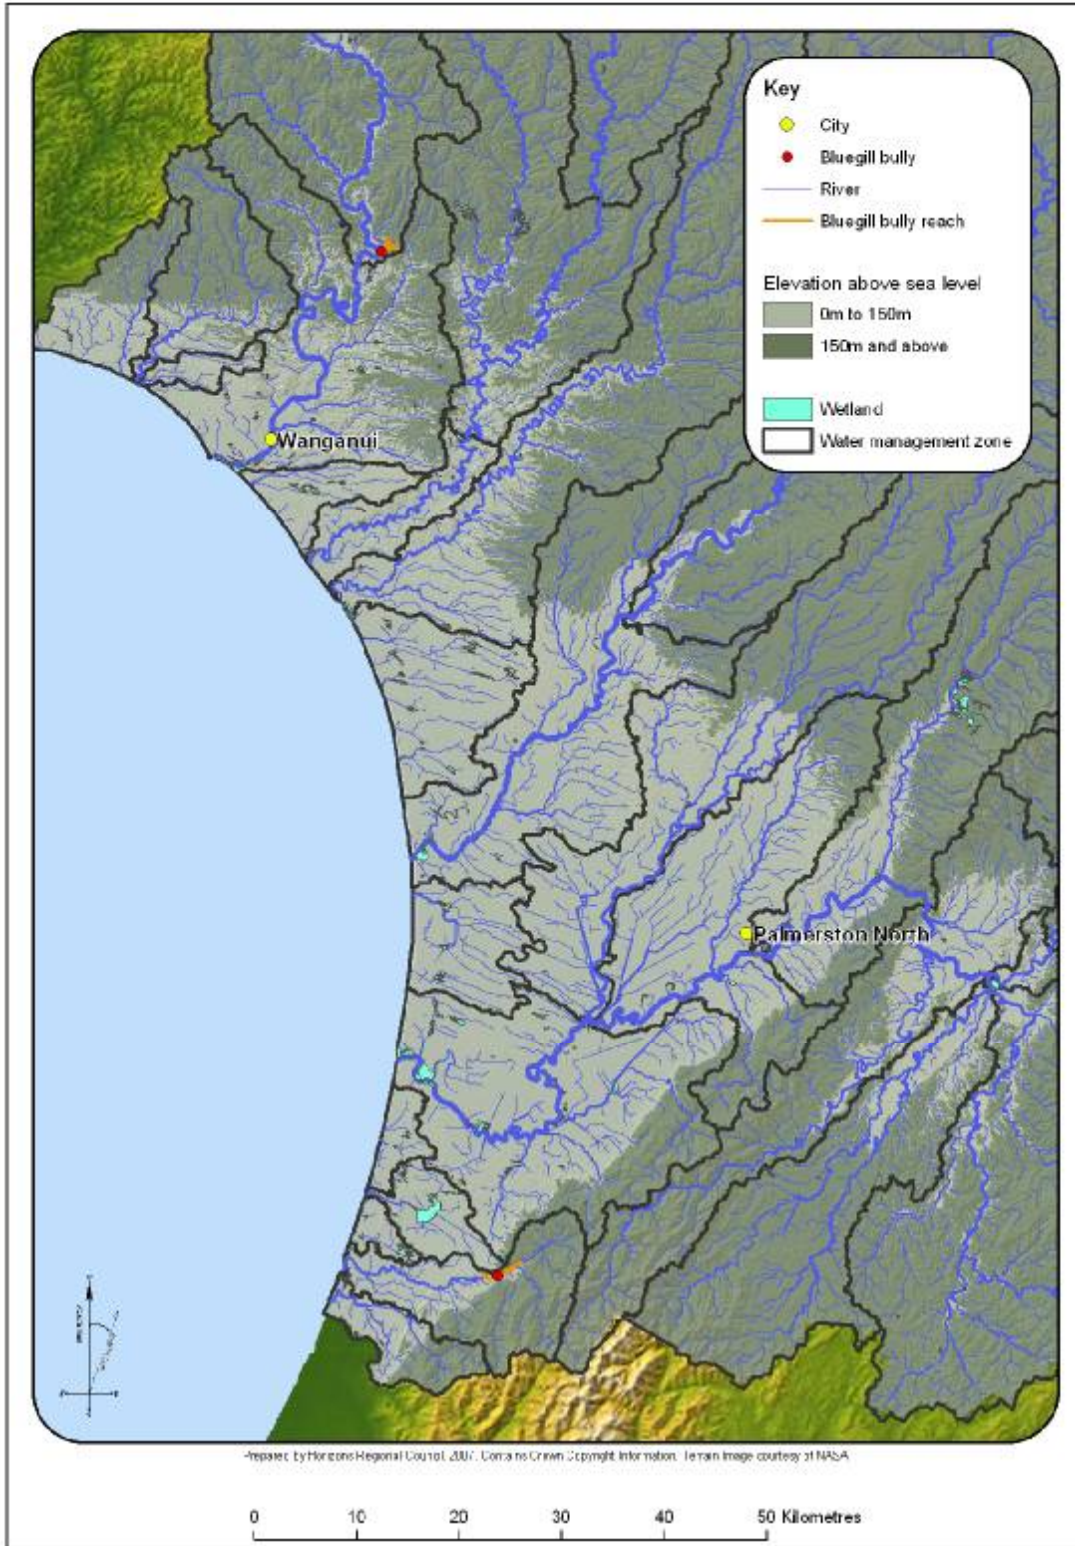 Key
City
Bluegill bully
River
Bluegill bully reach
Elevation above sea level
0m to 150m
150m and above
Wetland
Water management zone
Wanganui
Palmerston North
Prepared by Horizons Regional Council, 2007. Contains Crown Copyright Information. Terrain Image courtesy of NASA
0 10 20 30 40 50 Kilometres